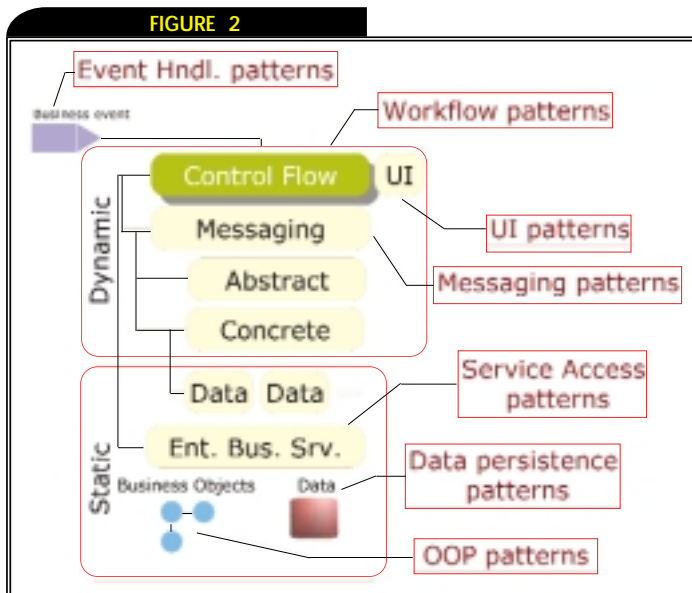 FIGURE 2
Event Hndl. patterns
Business event
Workflow patterns
Control Flow
UI
Messaging
UI patterns
Dynamic
Abstract
Messaging patterns
Concrete
Data
Data
Service Access
patterns
Ent. Bus. Srv.
Static
Business Objects
Data
Data persistence
patterns
OOP patterns